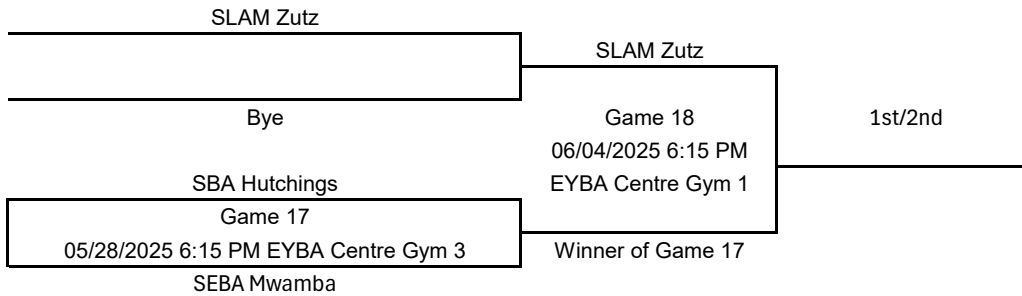 SLAM Zutz
SLAM Zutz
Bye
Game 18
1st/2nd
06/04/2025 6:15 PM
EYBA Centre Gym 1
SBA Hutchings
Game 17
05/28/2025 6:15 PM EYBA Centre Gym 3
Winner of Game 17
SEBA Mwamba